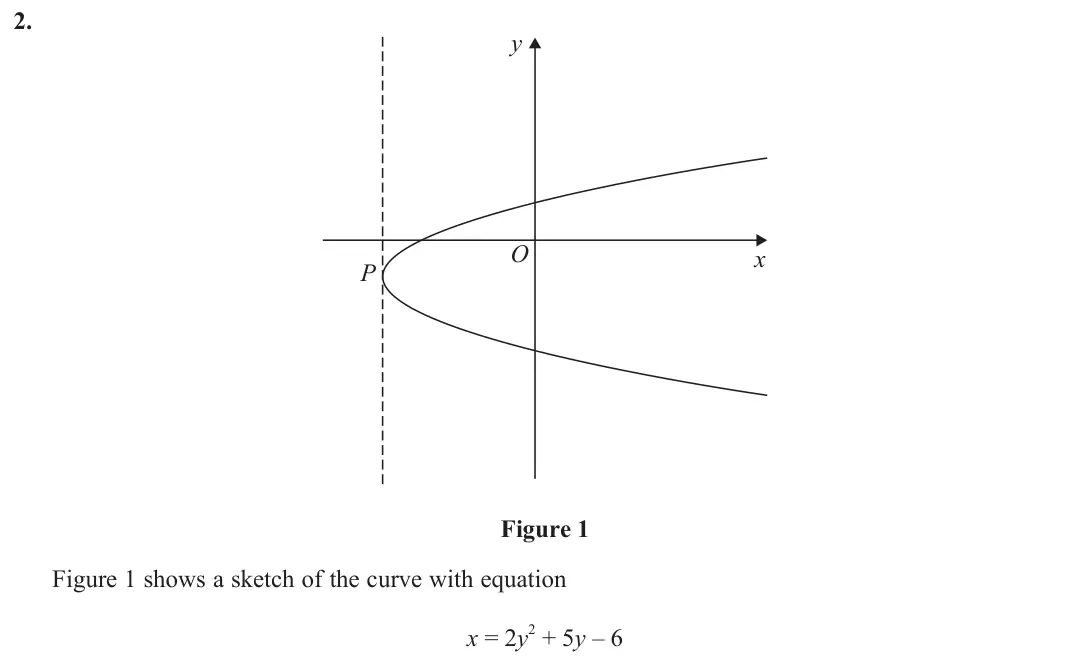 2.
y
O
x
P
Figure 1
Figure 1 shows a sketch of the curve with equation
x = 2y² + 5y – 6